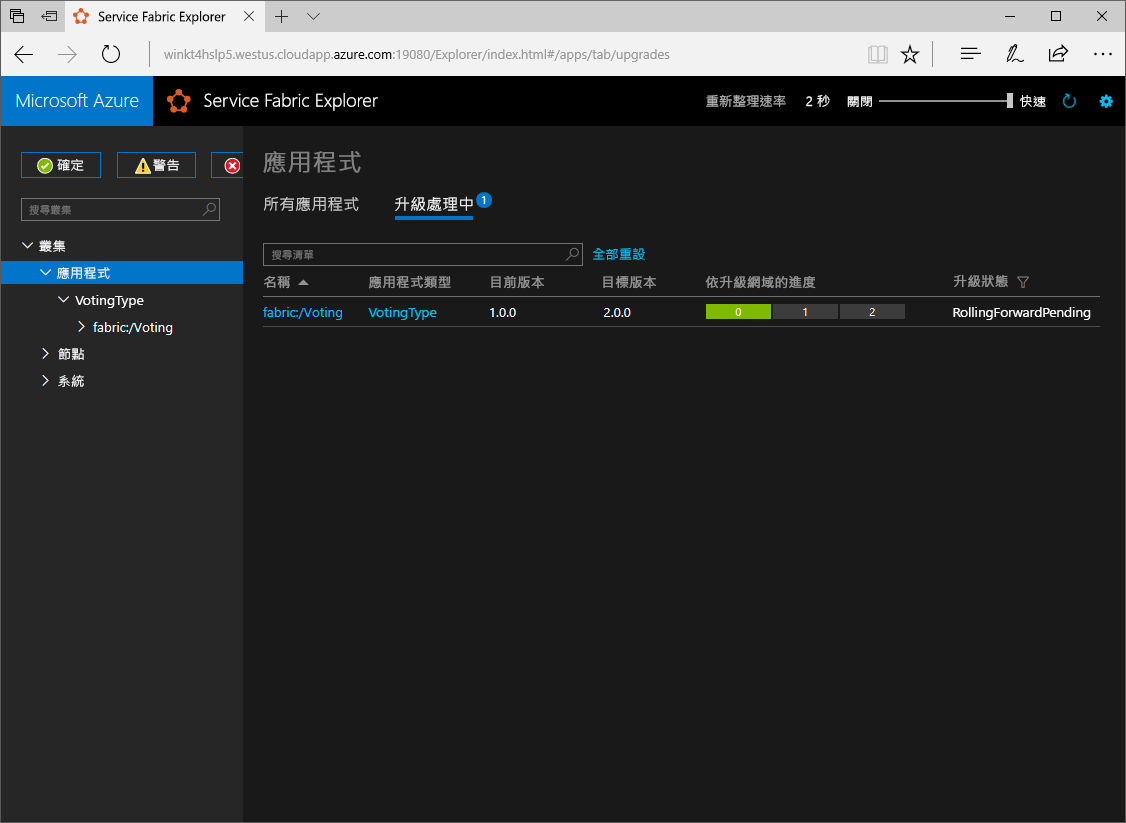 Service Fabric Explorer
winkt4hslp5.westus.cloudapp.azure.com:19080/Explorer/index.html#/apps/tab/upgrades
Microsoft Azure Service Fabric Explorer 重新整理速率 2 秒 關閉 快速
確定 警告
搜尋叢集
叢集
應用程式
VotingType
fabric:/Voting
節點
系統
應用程式
所有應用程式 升級處理中 1
搜尋清單 全部重設
名稱 應用程式類型 目前版本 目標版本 依升級網域的進度 升級狀態
fabric:/Voting VotingType 1.0.0 2.0.0 0 1 2 RollingForwardPending